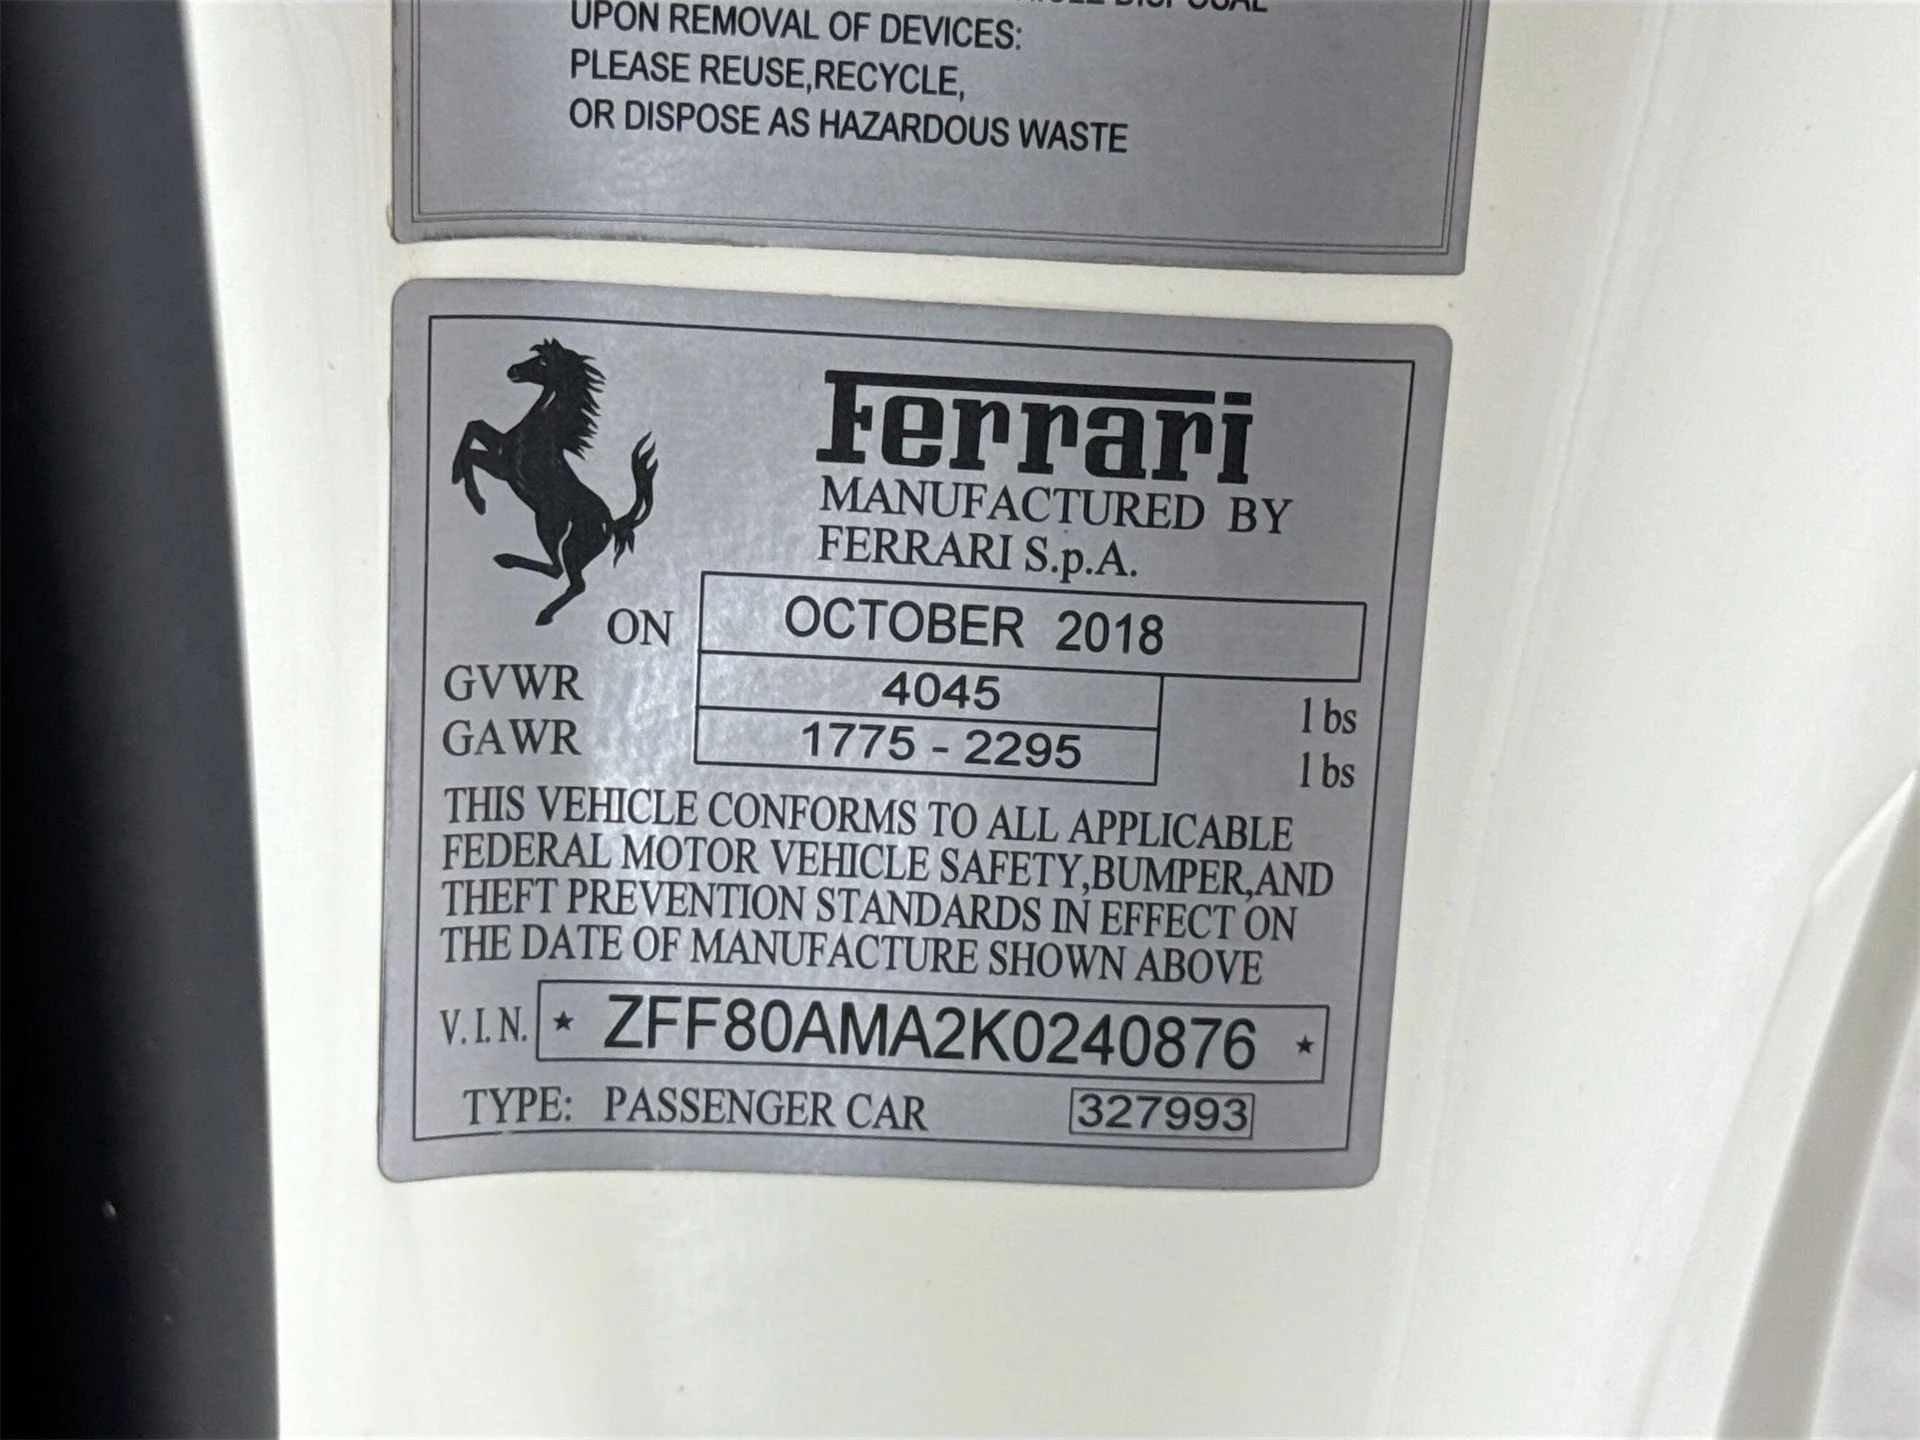 DISPOSAL
UPON REMOVAL OF DEVICES:
PLEASE REUSE,RECYCLE,
OR DISPOSE AS HAZARDOUS WASTE
Ferrari
MANUFACTURED BY
FERRARI S.p.A.
ON OCTOBER 2018
GVWR 4045 lbs
GAWR 1775 - 2295 lbs
THIS VEHICLE CONFORMS TO ALL APPLICABLE
FEDERAL MOTOR VEHICLE SAFETY,BUMPER,AND
THEFT PREVENTION STANDARDS IN EFFECT ON
THE DATE OF MANUFACTURE SHOWN ABOVE
V.I.N. ★ ZFF80AMA2K0240876 ★
TYPE: PASSENGER CAR 327993